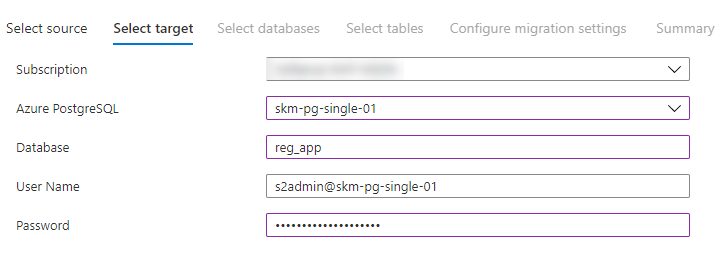 Select source Select target Select databases Select tables Configure migration settings Summary
Subscription
Azure PostgreSQL skm-pg-single-01
Database reg_app
User Name s2admin@skm-pg-single-01
Password ••••••••••••••••••••